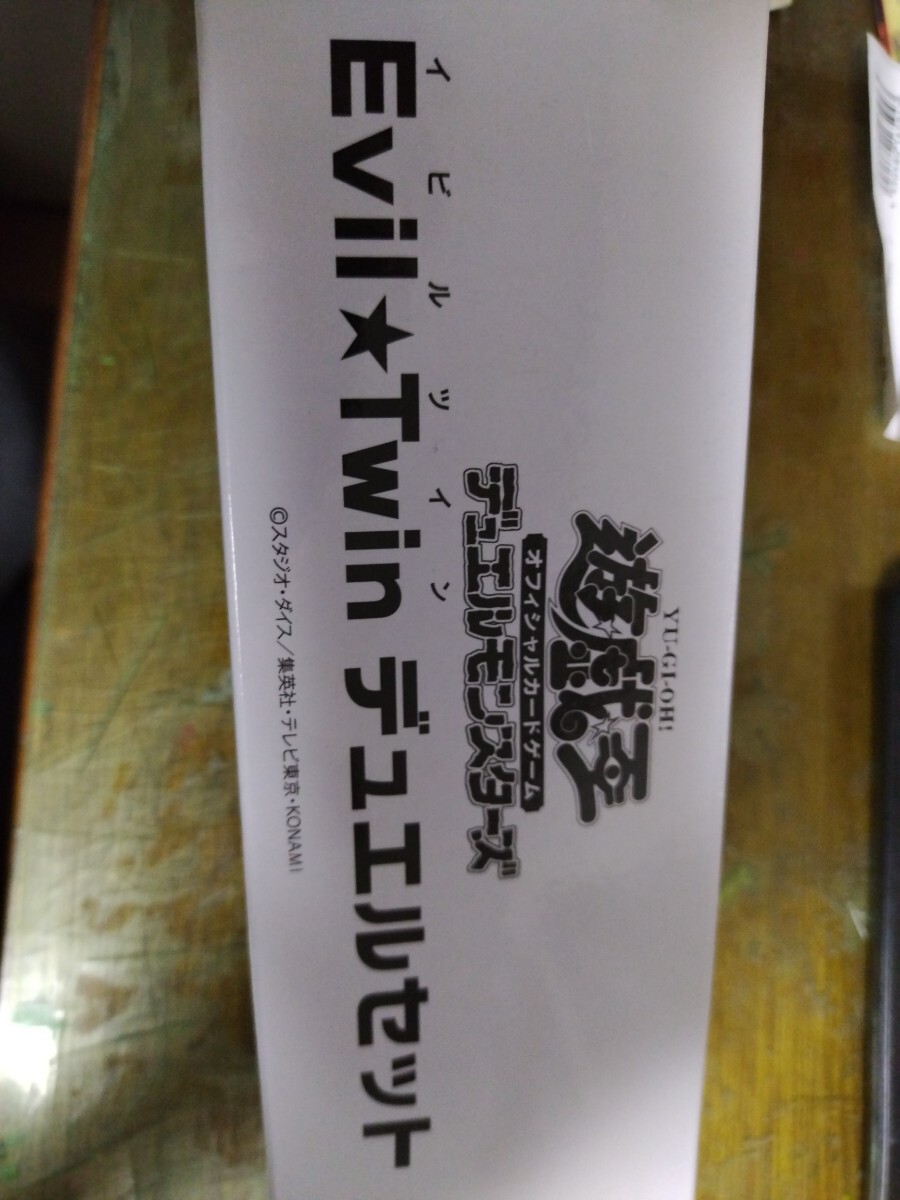 YU-GI-OH!
遊戯王
オフィシャルカードゲーム
デュエルモンスターズ
イビルツイン
Evil★Twin デュエルセット
©スタジオ・ダイス／集英社・テレビ東京・KONAMI